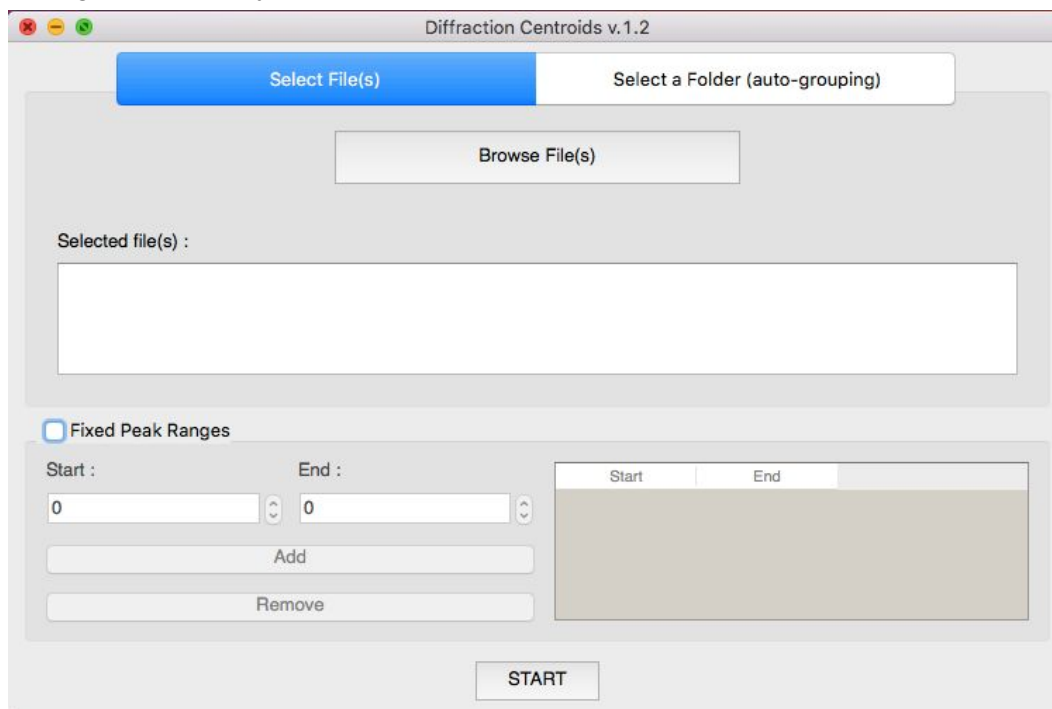 Diffraction Centroids v.1.2
Select File(s) Select a Folder (auto-grouping)
Browse File(s)
Selected file(s) :
Fixed Peak Ranges
Start : End :
Start End
0 0
Add
Remove
START